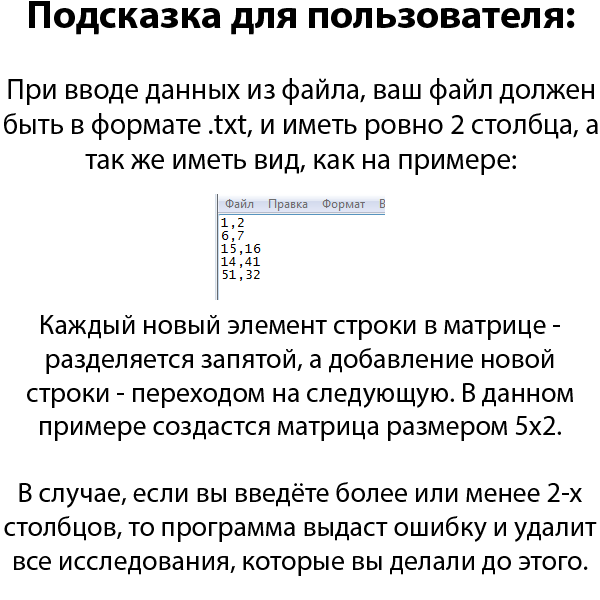 Подсказка для пользователя:
При вводе данных из файла, ваш файл должен
быть в формате .txt, и иметь ровно 2 столбца, а
так же иметь вид, как на примере:
Файл Правка Формат В
1,2
6,7
15,16
14,41
51,32
Каждый новый элемент строки в матрице -
разделяется запятой, а добавление новой
строки - переходом на следующую. В данном
примере создастся матрица размером 5x2.
В случае, если вы введёте более или менее 2-х
столбцов, то программа выдаст ошибку и удалит
все исследования, которые вы делали до этого.